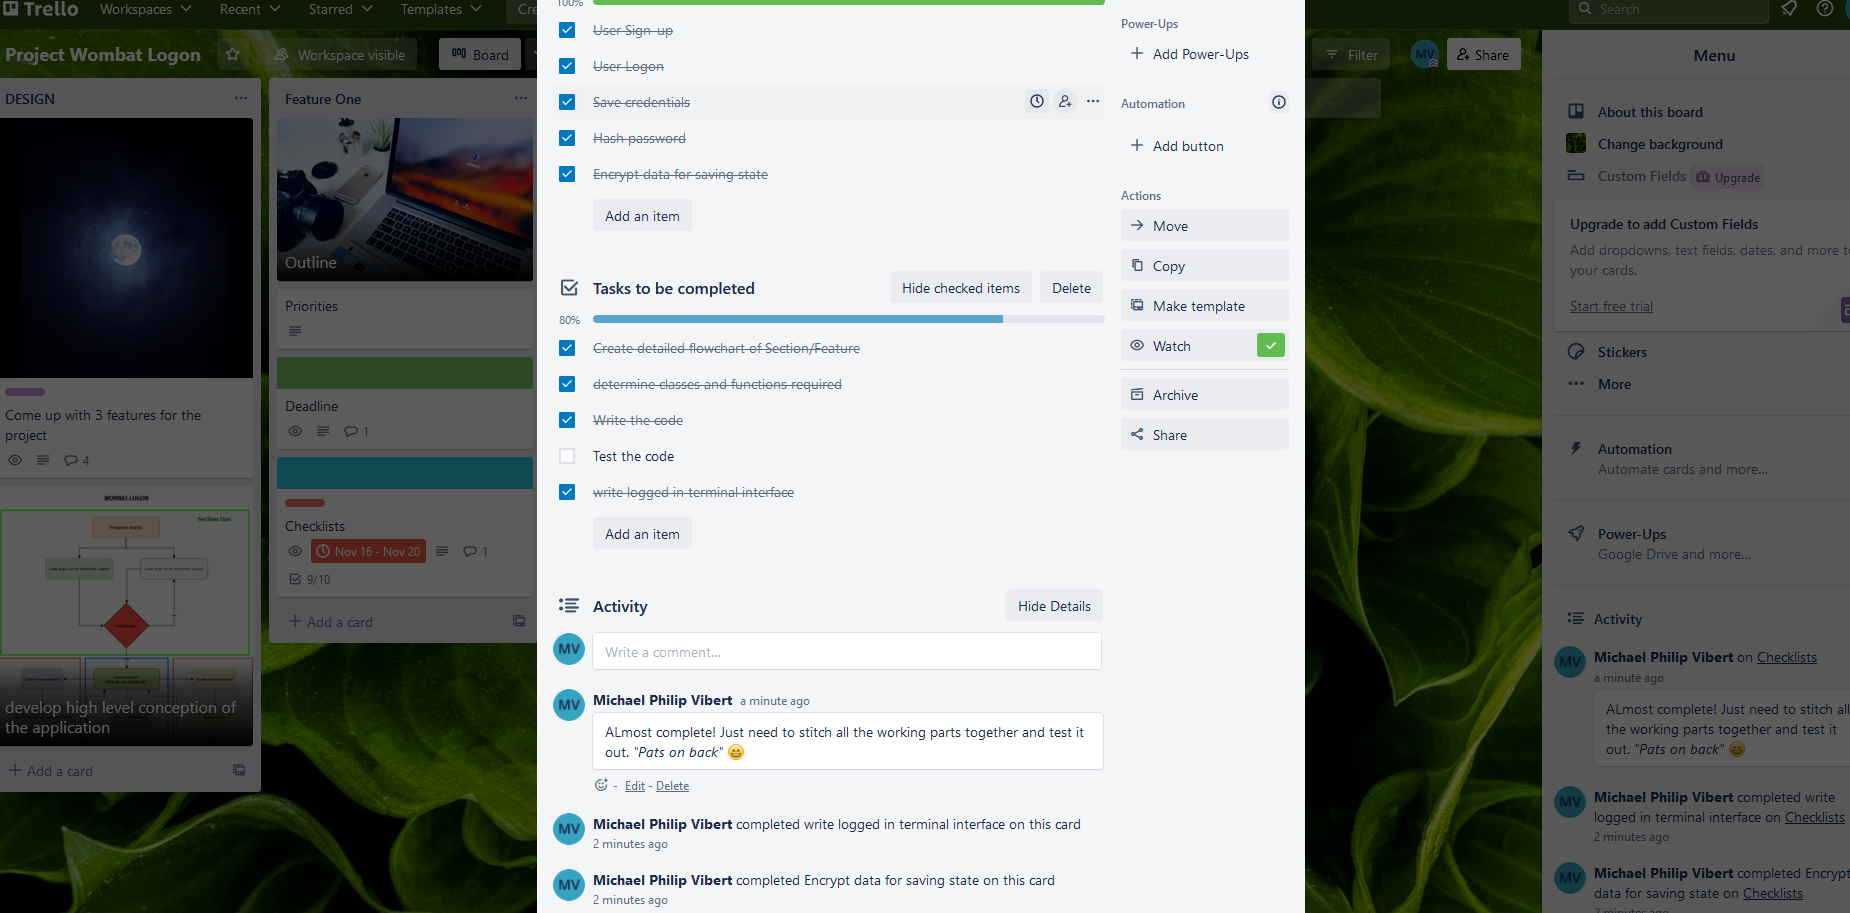 Trello
Workspaces
Recent
Starred
Templates
Search
Project Wombat Logon
Workspace visible
Board
Filter
MV
Share
DESIGN
Come up with 3 features for the
project
4
WOMBAT LOGON
Section One
Program starts
develop high level conception of
the application
Add a card
Feature One
Outline
Priorities
Deadline
1
Checklists
Nov 16 - Nov 20
1
9/10
Add a card
100%
User Sign-up
User Logon
Save credentials
Hash password
Encrypt data for saving state
Add an item
Tasks to be completed
Hide checked items
Delete
80%
Create detailed flowchart of Section/Feature
determine classes and functions required
Write the code
Test the code
write logged in terminal interface
Add an item
Activity
Hide Details
MV
Write a comment...
MV
Michael Philip Vibert a minute ago
ALmost complete! Just need to stitch all the working parts together and test it
out. "Pats on back"
- Edit - Delete
MV
Michael Philip Vibert completed write logged in terminal interface on this card
2 minutes ago
MV
Michael Philip Vibert completed Encrypt data for saving state on this card
2 minutes ago
Power-Ups
Add Power-Ups
Automation
Add button
Actions
Move
Copy
Make template
Watch
Archive
Share
Menu
About this board
Change background
Custom Fields
Upgrade
Upgrade to add Custom Fields
Add dropdowns, text fields, dates, and more to
your cards.
Start free trial
Stickers
More
Automation
Automate cards and more...
Power-Ups
Google Drive and more...
Activity
MV
Michael Philip Vibert on Checklists
a minute ago
ALmost complete! Just need to stitch all
the working parts together and test it
out. "Pats on back"
MV
Michael Philip Vibert completed write
logged in terminal interface on Checklists
2 minutes ago
MV
Michael Philip Vibert completed Encrypt
data for saving state on Checklists
2 minutes ago